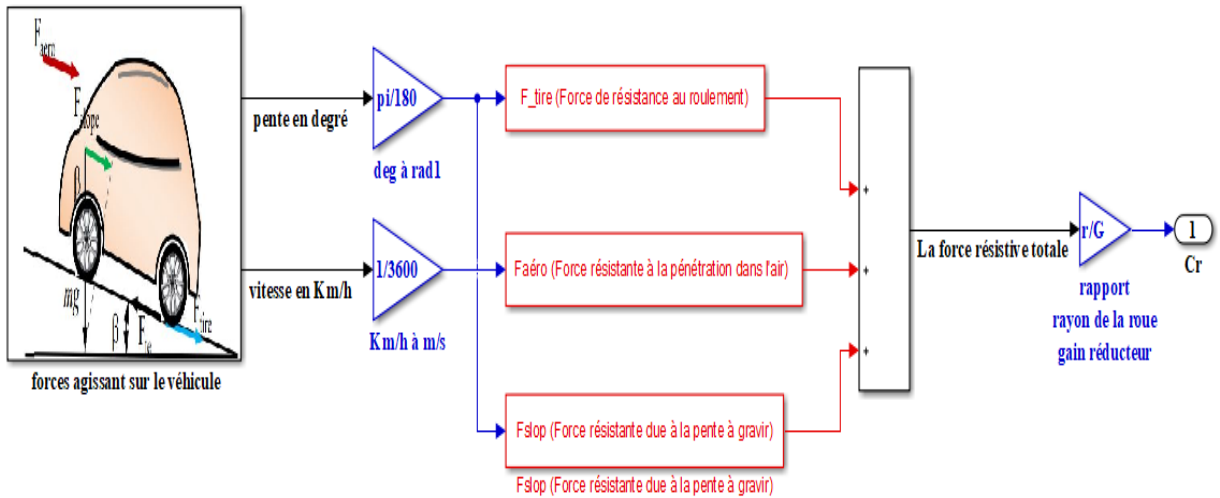 F_aero
F_slope
β
mg
β
F_te
F_tire
forces agissant sur le véhicule
pente en degré
vitesse en Km/h
pi/180
deg à rad1
1/3600
Km/h à m/s
F_tire (Force de résistance au roulement)
Faéro (Force résistante à la pénétration dans l'air)
Fslop (Force résistante due à la pente à gravir)
Fslop (Force résistante due à la pente à gravir)
+
+
+
La force résistive totale
r/G
rapport
rayon de la roue
gain réducteur
1
Cr